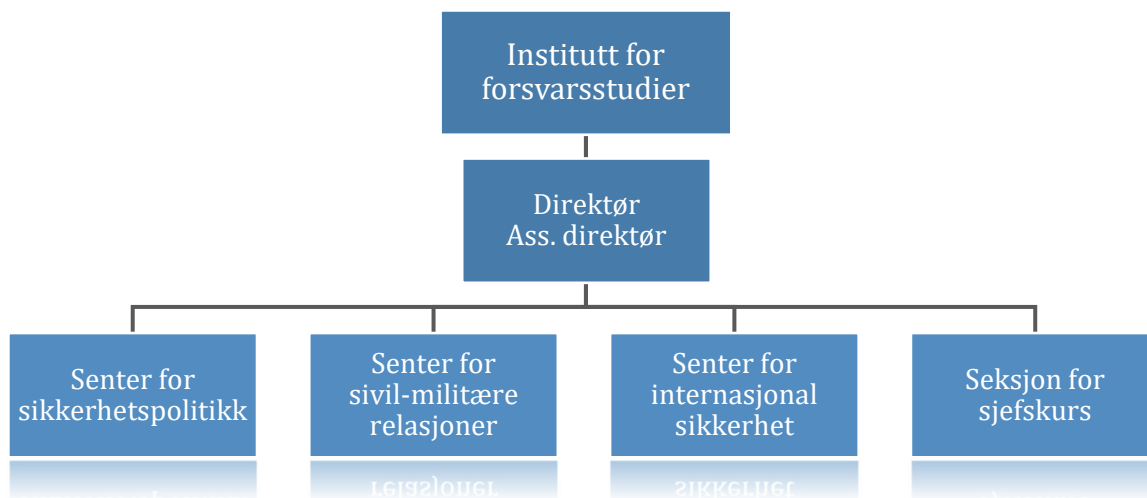 Institutt for
forsvarsstudier
Direktør
Ass. direktør
Senter for
sikkerhetspolitikk
Senter for
sivil-militære
relasjoner
Senter for
internasjonal
sikkerhet
Seksjon for
sjefskurs